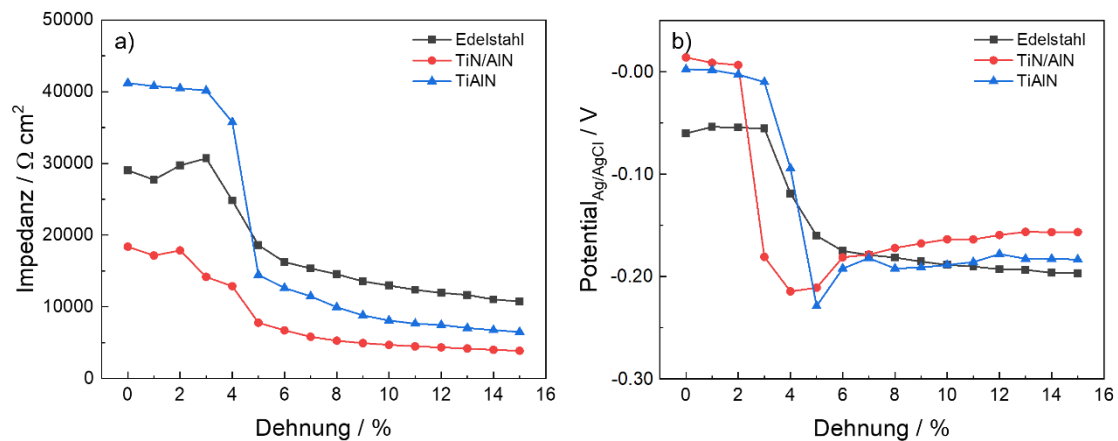 a)
Edelstahl
TiN/AlN
TiAlN
50000
40000
30000
20000
10000
0
Impedanz / Ω cm²
0 2 4 6 8 10 12 14 16
Dehnung / %
b)
Edelstahl
TiN/AlN
TiAlN
-0.00
-0.10
-0.20
-0.30
Potential Ag/AgCl / V
0 2 4 6 8 10 12 14 16
Dehnung / %